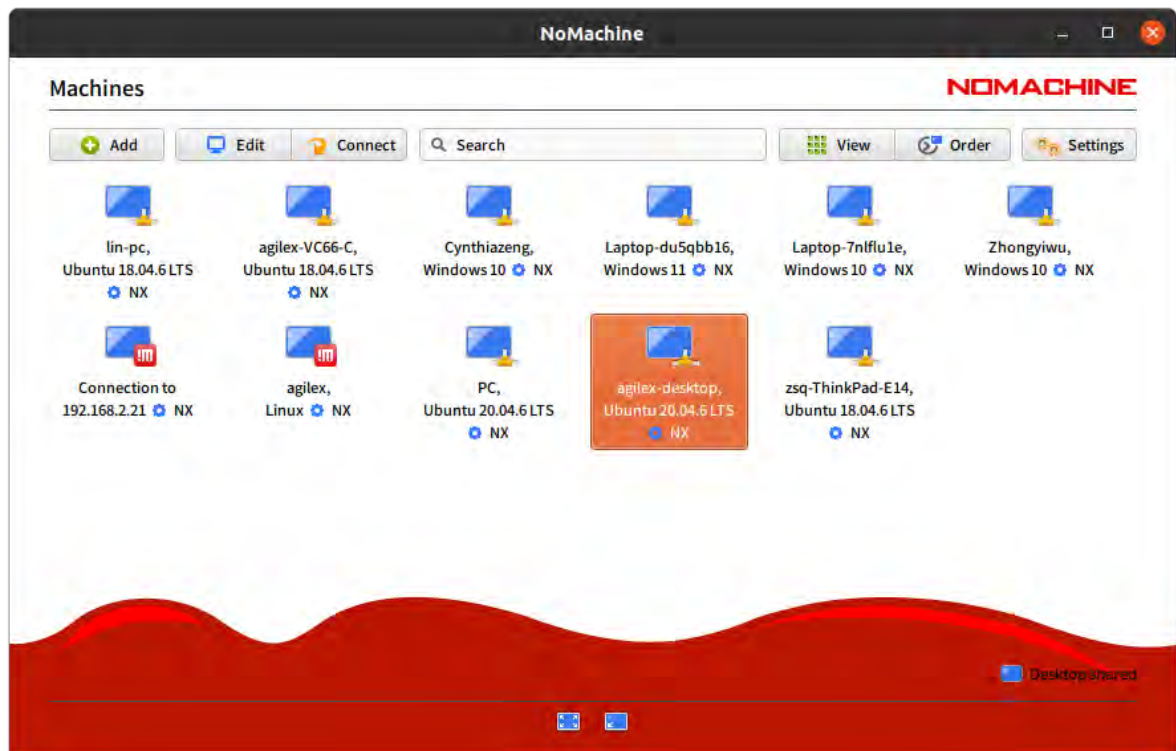 NoMachine
Machines
NOMACHINE
Add
Edit
Connect
Search
View
Order
Settings
lin-pc,
Ubuntu 18.04.6 LTS
NX
agilex-VC66-C,
Ubuntu 18.04.6 LTS
NX
Cynthiazeng,
Windows 10 NX
Laptop-du5qbb16,
Windows 11 NX
Laptop-7nlflu1e,
Windows 10 NX
Zhongyiwu,
Windows 10 NX
!m
Connection to
192.168.2.21 NX
!m
agilex,
Linux NX
PC,
Ubuntu 20.04.6 LTS
NX
agilex-desktop,
Ubuntu 20.04.6 LTS
NX
zsq-ThinkPad-E14,
Ubuntu 18.04.6 LTS
NX
Desktop shared